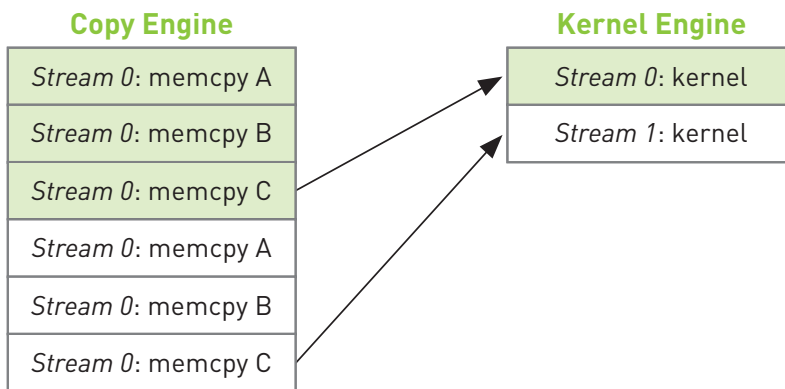 Copy Engine
Kernel Engine
Stream 0: memcpy A
Stream 0: kernel
Stream 0: memcpy B
Stream 1: kernel
Stream 0: memcpy C
Stream 0: memcpy A
Stream 0: memcpy B
Stream 0: memcpy C